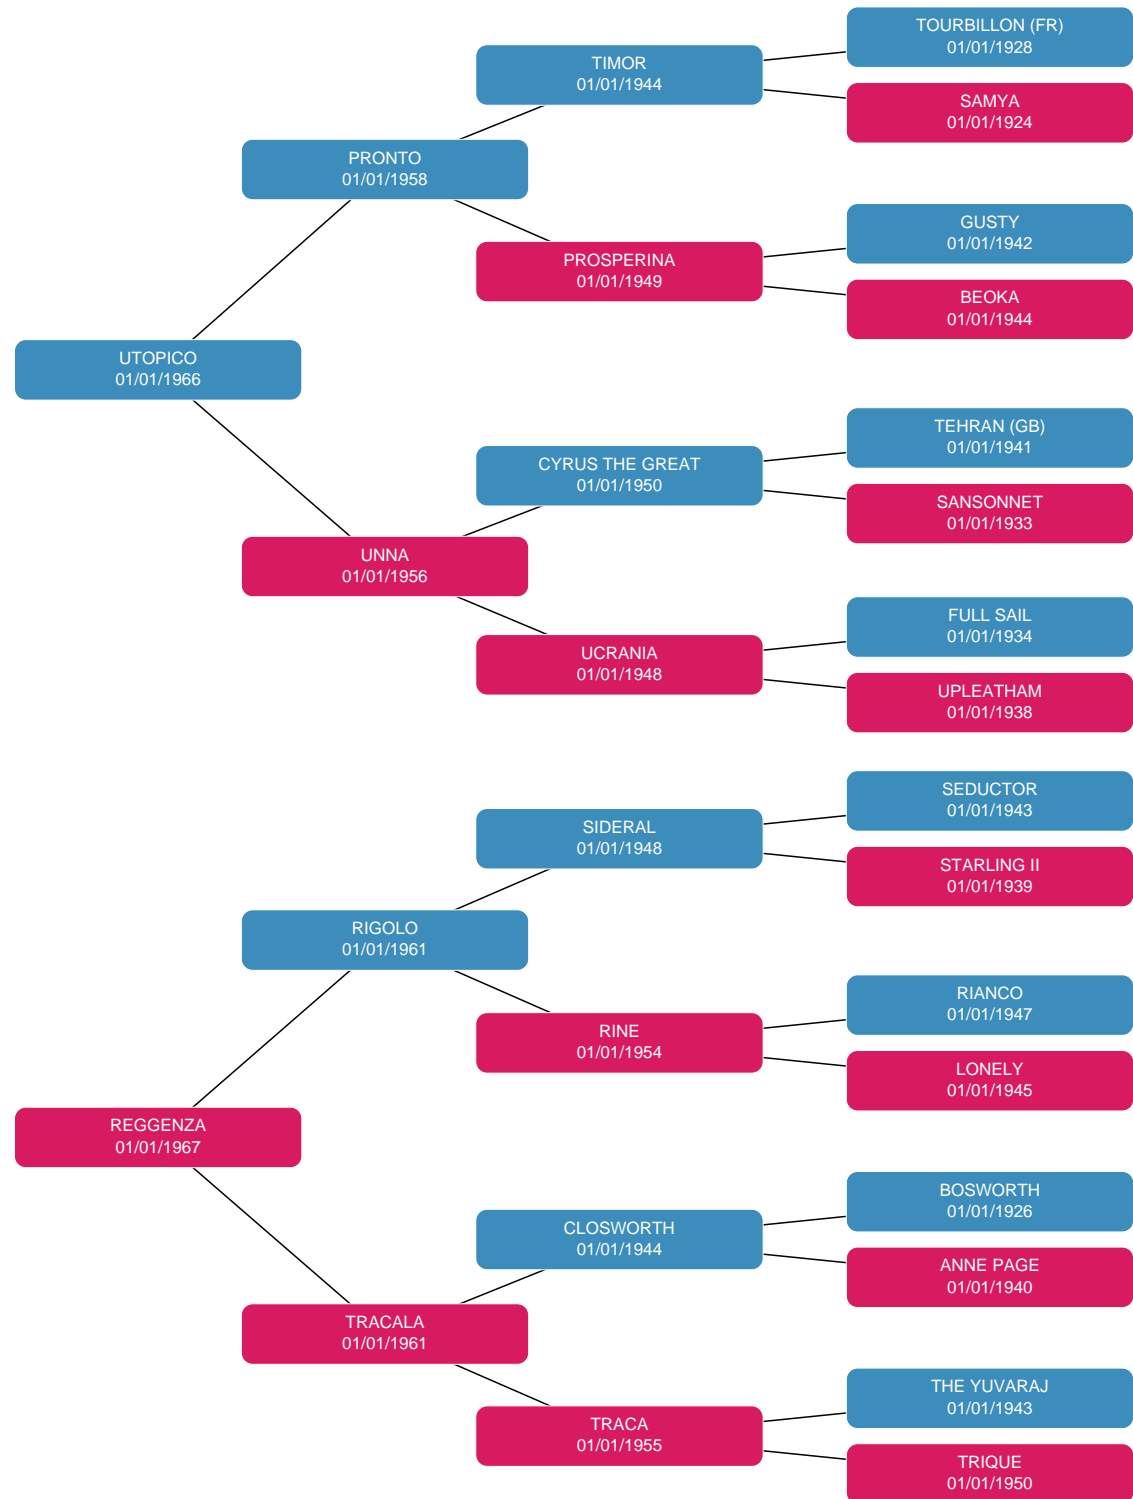 TOURBILLON (FR)
01/01/1928
TIMOR
01/01/1944
SAMYA
01/01/1924
PRONTO
01/01/1958
GUSTY
01/01/1942
PROSPERINA
01/01/1949
BEOKA
01/01/1944
UTOPICO
01/01/1966
TEHRAN (GB)
01/01/1941
CYRUS THE GREAT
01/01/1950
SANSONNET
01/01/1933
UNNA
01/01/1956
FULL SAIL
01/01/1934
UCRANIA
01/01/1948
UPLEATHAM
01/01/1938
SEDUCTOR
01/01/1943
SIDERAL
01/01/1948
STARLING II
01/01/1939
RIGOLO
01/01/1961
RIANCO
01/01/1947
RINE
01/01/1954
LONELY
01/01/1945
REGGENZA
01/01/1967
BOSWORTH
01/01/1926
CLOSWORTH
01/01/1944
ANNE PAGE
01/01/1940
TRACALA
01/01/1961
THE YUVARAJ
01/01/1943
TRACA
01/01/1955
TRIQUE
01/01/1950